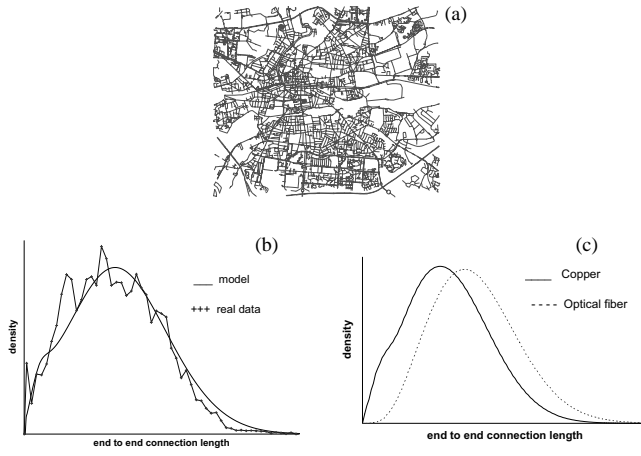 (a)
(b)
model
real data
density
end to end connection length
(c)
Copper
Optical fiber
density
end to end connection length